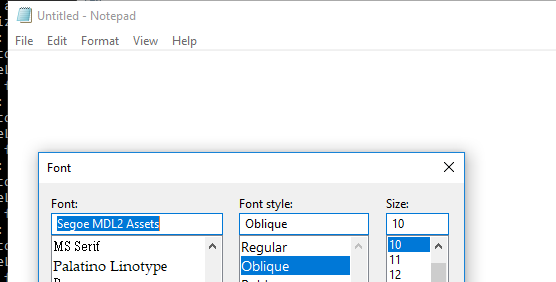 Untitled - Notepad
File Edit Format View Help
Font
Font: Font style: Size:
Segoe MDL2 Assets Oblique 10
MS Serif Regular 10
Palatino Linotype Oblique 11
12